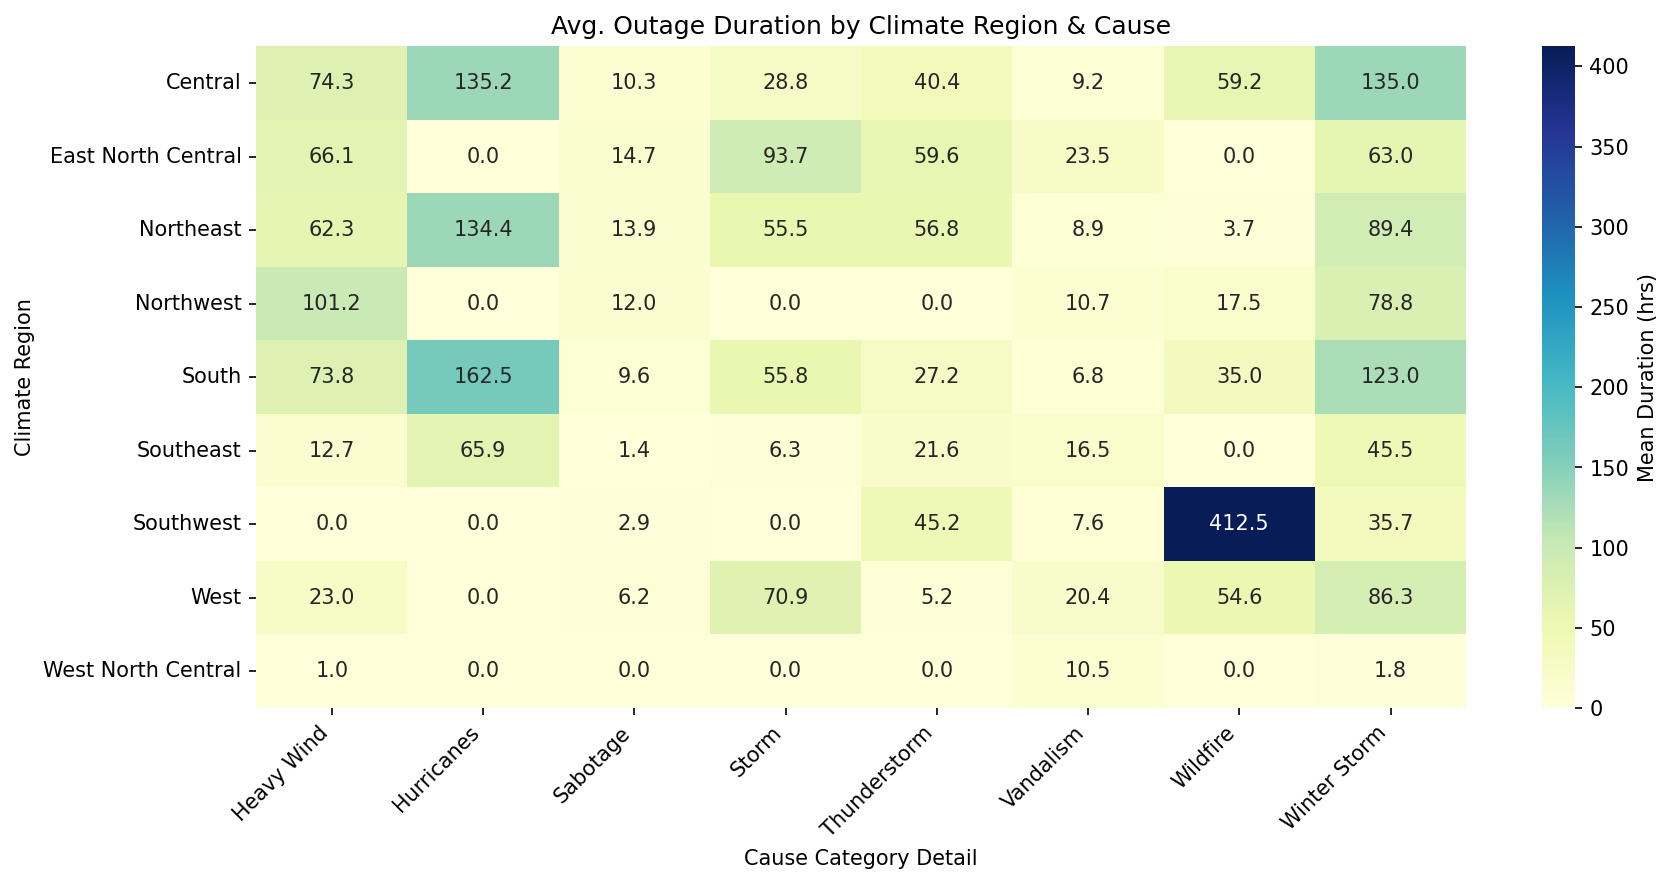 Avg. Outage Duration by Climate Region & Cause
Climate Region
Central 74.3 135.2 10.3 28.8 40.4 9.2 59.2 135.0
East North Central 66.1 0.0 14.7 93.7 59.6 23.5 0.0 63.0
Northeast 62.3 134.4 13.9 55.5 56.8 8.9 3.7 89.4
Northwest 101.2 0.0 12.0 0.0 0.0 10.7 17.5 78.8
South 73.8 162.5 9.6 55.8 27.2 6.8 35.0 123.0
Southeast 12.7 65.9 1.4 6.3 21.6 16.5 0.0 45.5
Southwest 0.0 0.0 2.9 0.0 45.2 7.6 412.5 35.7
West 23.0 0.0 6.2 70.9 5.2 20.4 54.6 86.3
West North Central 1.0 0.0 0.0 0.0 0.0 10.5 0.0 1.8
Heavy Wind
Hurricanes
Sabotage
Storm
Thunderstorm
Vandalism
Wildfire
Winter Storm
Cause Category Detail
400
350
300
250
200
150
100
50
0
Mean Duration (hrs)